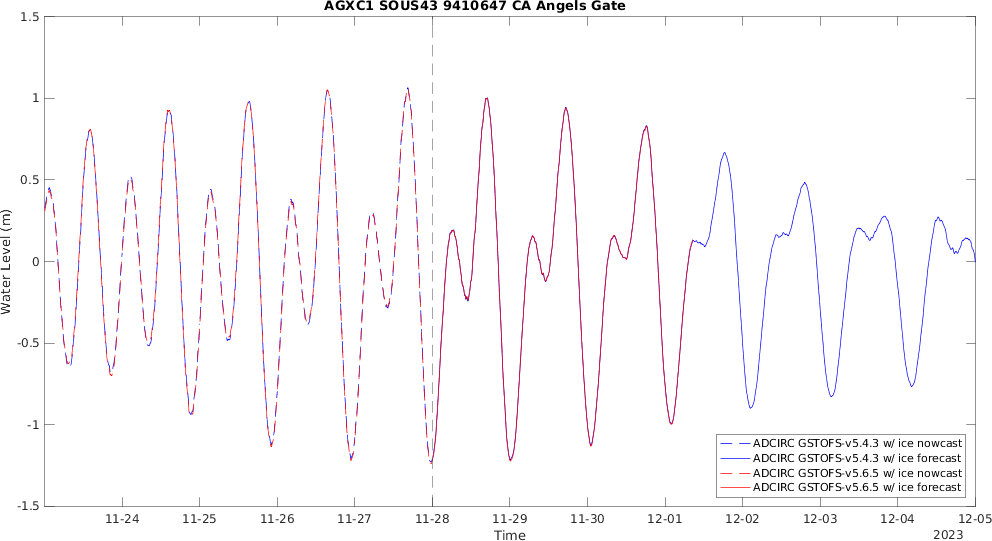 AGXC1 SOUS43 9410647 CA Angels Gate
1.5
1
0.5
0
-0.5
-1
-1.5
Water Level (m)
11-24 11-25 11-26 11-27 11-28 11-29 11-30 12-01 12-02 12-03 12-04 12-05
Time
2023
ADCIRC GSTOFS-v5.4.3 w/ ice nowcast
ADCIRC GSTOFS-v5.4.3 w/ ice forecast
ADCIRC GSTOFS-v5.6.5 w/ ice nowcast
ADCIRC GSTOFS-v5.6.5 w/ ice forecast